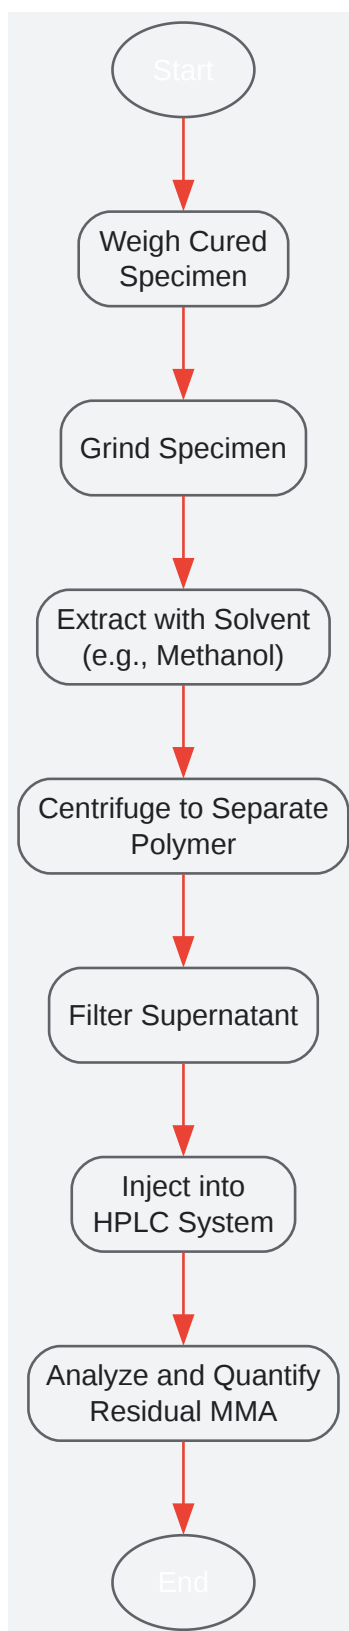 Start
Weigh Cured
Specimen
Grind Specimen
Extract with Solvent
(e.g., Methanol)
Centrifuge to Separate
Polymer
Filter Supernatant
Inject into
HPLC System
Analyze and Quantify
Residual MMA
End